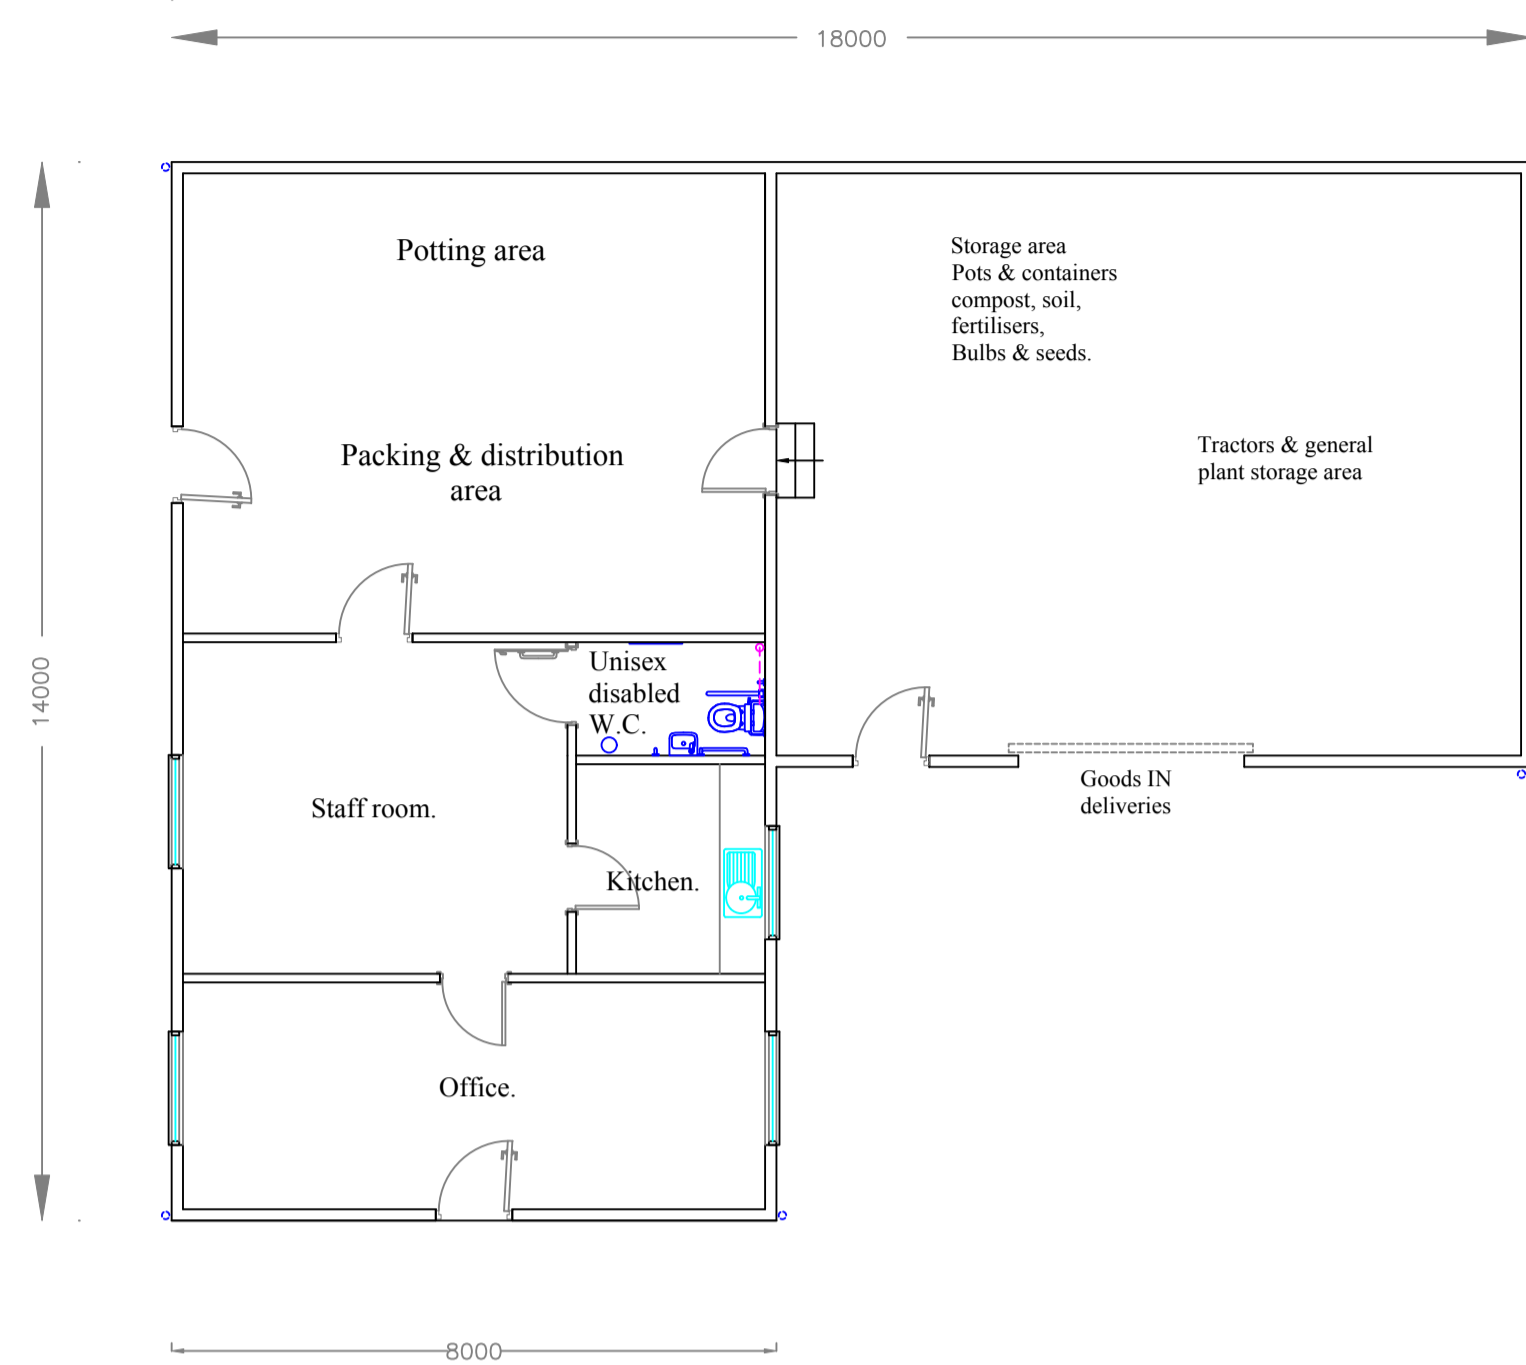 18000
Potting area
Storage area
Pots & containers
compost, soil,
fertilisers,
Bulbs & seeds.
Packing & distribution
area
Tractors & general
plant storage area
14000
Unisex
disabled
W.C.
Goods IN
deliveries
Staff room.
Kitchen.
Office.
8000